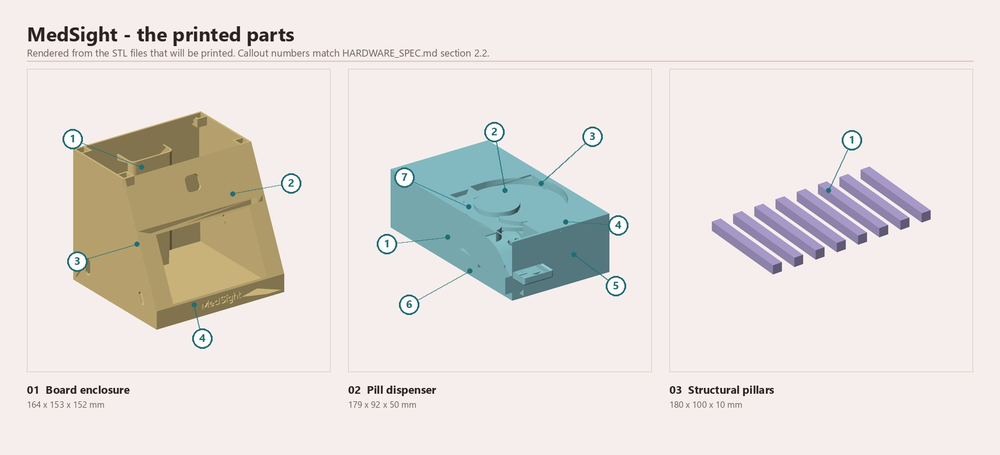 MedSight - the printed parts
Rendered from the STL files that will be printed. Callout numbers match HARDWARE_SPEC.md section 2.2.
1
2
3
4
MedSight
2
3
7
4
1
5
6
1
01 Board enclosure
164 x 153 x 152 mm
02 Pill dispenser
179 x 92 x 50 mm
03 Structural pillars
180 x 100 x 10 mm